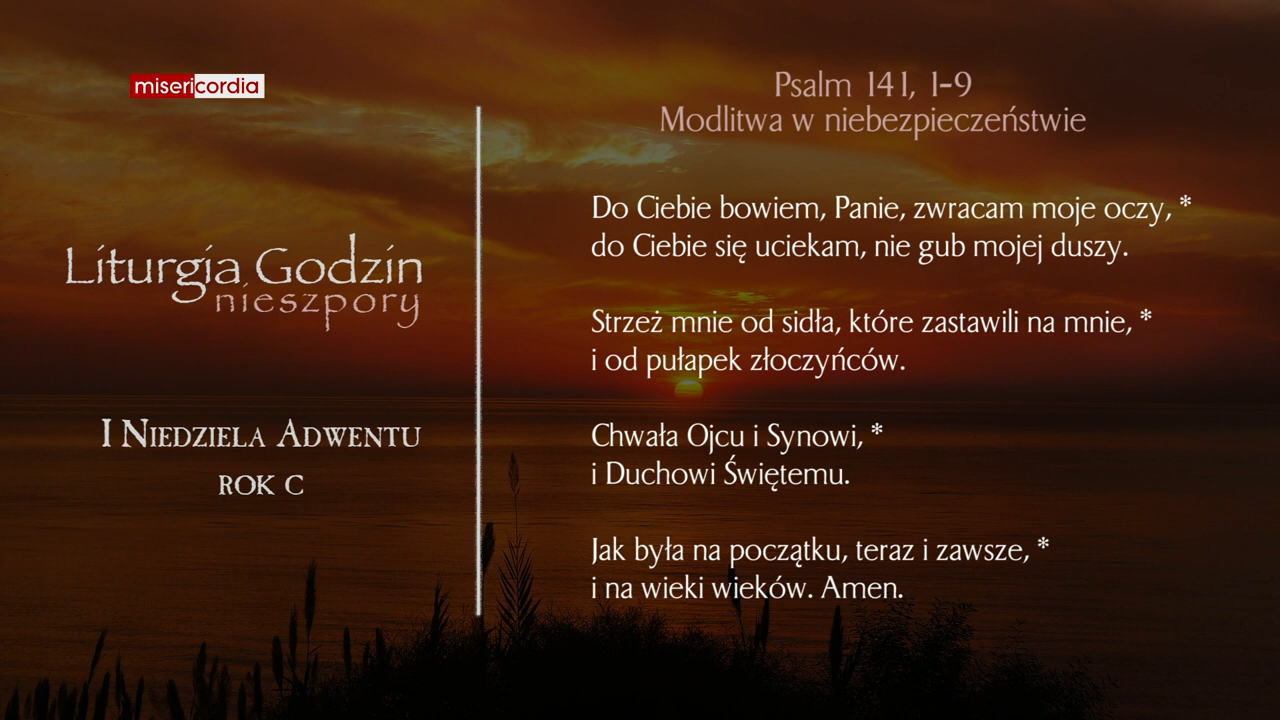 misericordia
Liturgia Godzin
nieszpory
I Niedziela Adwentu
rok C
Psalm 141, 1-9
Modlitwa w niebezpieczeństwie
Do Ciebie bowiem, Panie, zwracam moje oczy, *
do Ciebie się uciekam, nie gub mojej duszy.
Strzeż mnie od sidła, które zastawili na mnie, *
i od pułapek złoczyńców.
Chwała Ojcu i Synowi, *
i Duchowi Świętemu.
Jak była na początku, teraz i zawsze, *
i na wieki wieków. Amen.